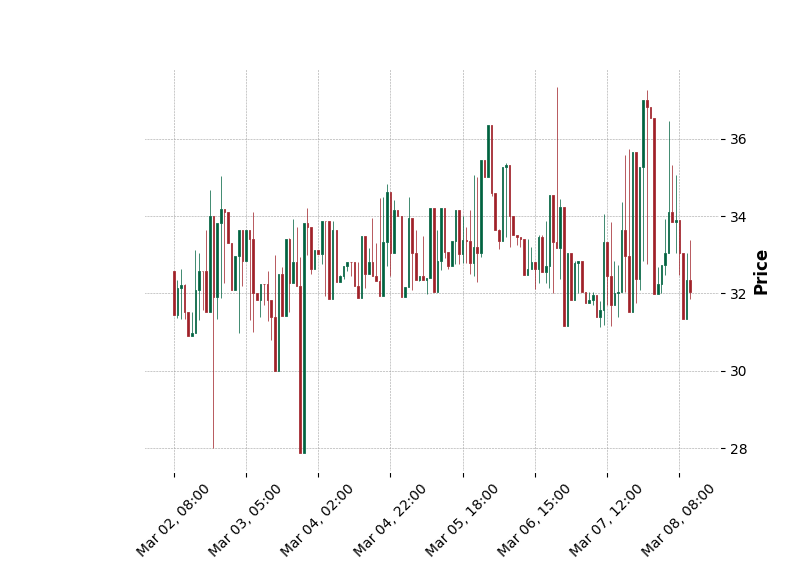 36
34
32
30
28
Price
Mar 02, 08:00
Mar 03, 05:00
Mar 04, 02:00
Mar 04, 22:00
Mar 05, 18:00
Mar 06, 15:00
Mar 07, 12:00
Mar 08, 08:00